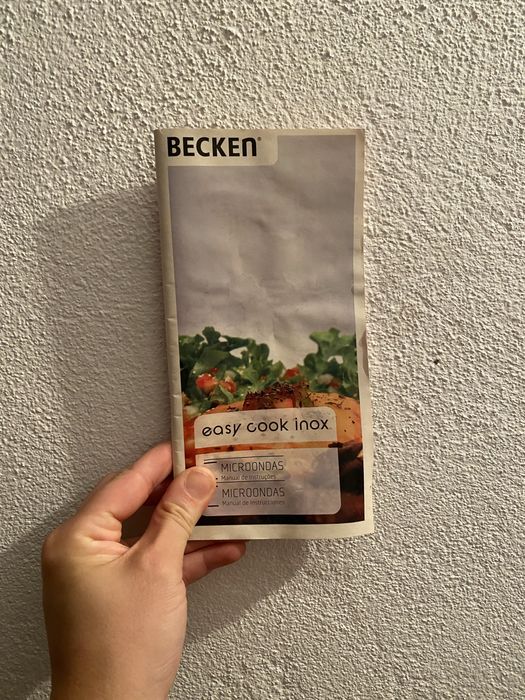 BECKEN®
easy cook inox
MICROONDAS
Manual de Instruções
MICROONDAS
Manual de Instrucciones